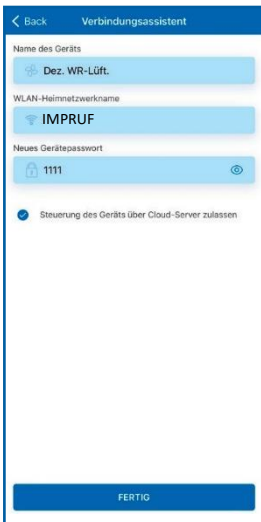 Back Verbindungsassistent
Name des Geräts
Dez. WR-Lüft.
WLAN-Heimnetzwerkname
IMPRUF
Neues Gerätepasswort
1111
Steuerung des Geräts über Cloud-Server zulassen
FERTIG